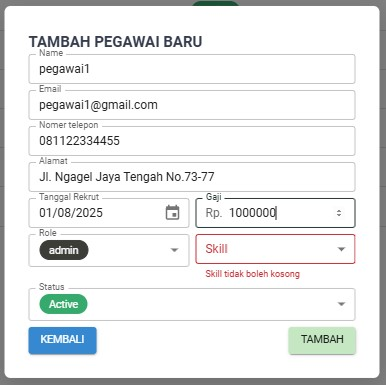 TAMBAH PEGAWAI BARU
Name
pegawai1
Email
pegawai1@gmail.com
Nomer telepon
081122334455
Alamat
Jl. Ngagel Jaya Tengah No.73-77
Tanggal Rekrut
01/08/2025
Gaji
Rp. 1000000
Role
admin
Skill
Skill tidak boleh kosong
Status
Active
KEMBALI
TAMBAH